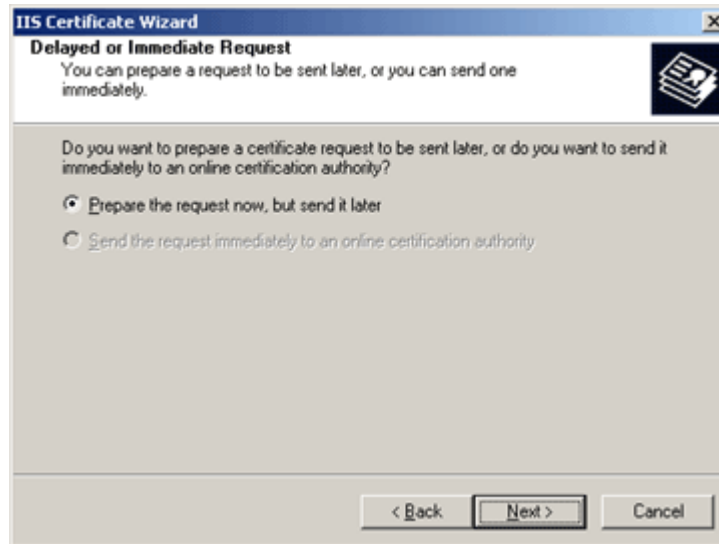 IIS Certificate Wizard
Delayed or Immediate Request
You can prepare a request to be sent later, or you can send one
immediately.
Do you want to prepare a certificate request to be sent later, or do you want to send it
immediately to an online certification authority?
Prepare the request now, but send it later
Send the request immediately to an online certification authority
< Back
Next >
Cancel